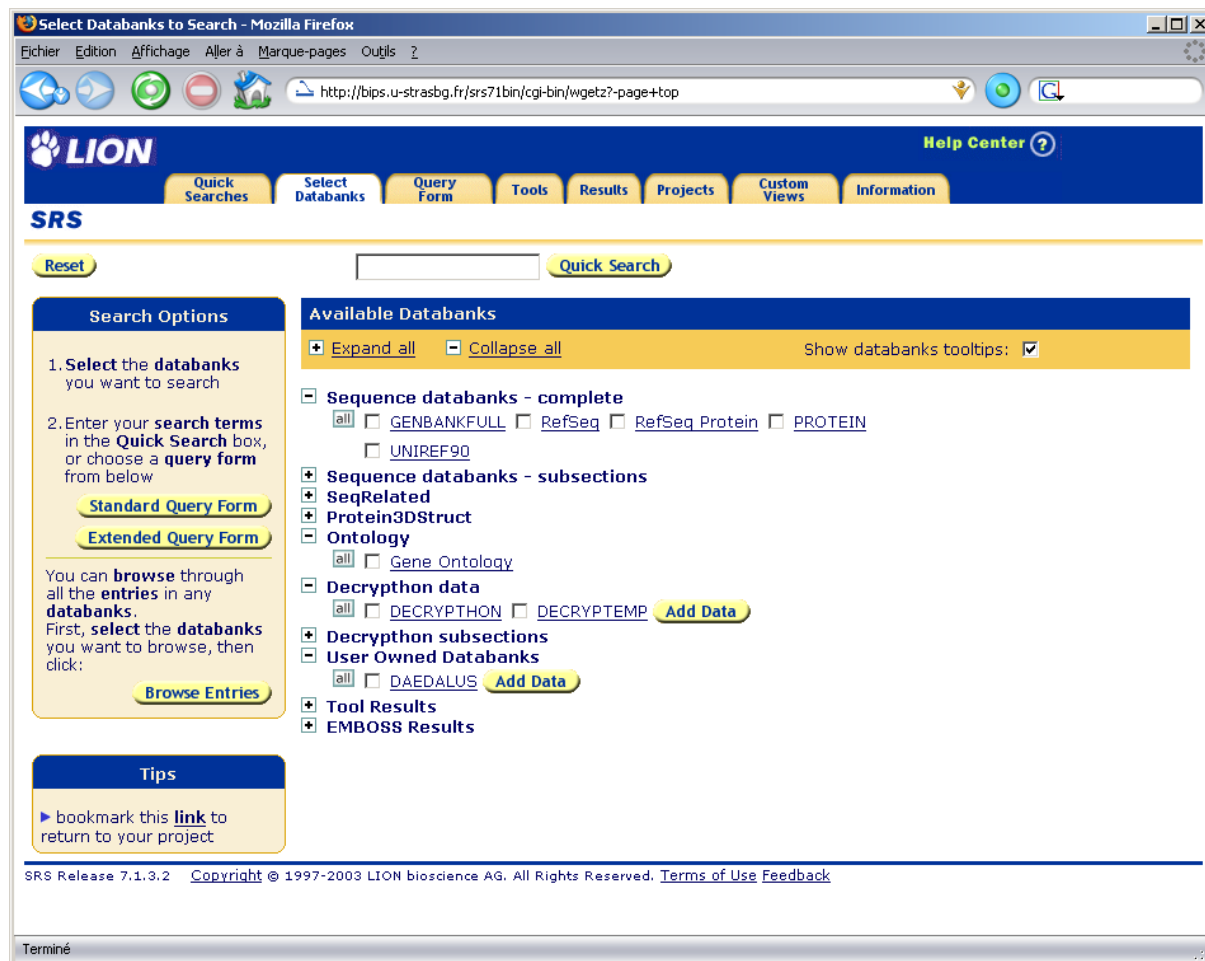 Select Databanks to Search - Mozilla Firefox
Fichier Edition Affichage Aller à Marque-pages Outils ?
http://bips.u-strasbg.fr/srs71bin/cgi-bin/wgetz?-page+top
G
LION
Help Center ?
Quick Searches Select Databanks Query Form Tools Results Projects Custom Views Information
SRS
Reset Quick Search
Search Options
1. Select the databanks
you want to search
2. Enter your search terms
in the Quick Search box,
or choose a query form
from below
Standard Query Form
Extended Query Form
You can browse through
all the entries in any
databanks.
First, select the databanks
you want to browse, then
click:
Browse Entries
Tips
bookmark this link to
return to your project
Available Databanks
Expand all Collapse all Show databanks tooltips:
Sequence databanks - complete
all GENBANKFULL RefSeq RefSeq Protein PROTEIN
UNIREF90
Sequence databanks - subsections
SeqRelated
Protein3DStruct
Ontology
all Gene Ontology
Decrypthon data
all DECRYPTHON DECRYPTEMP Add Data
Decrypthon subsections
User Owned Databanks
all DAEDALUS Add Data
Tool Results
EMBOSS Results
SRS Release 7.1.3.2 Copyright © 1997-2003 LION bioscience AG. All Rights Reserved. Terms of Use Feedback
Terminé